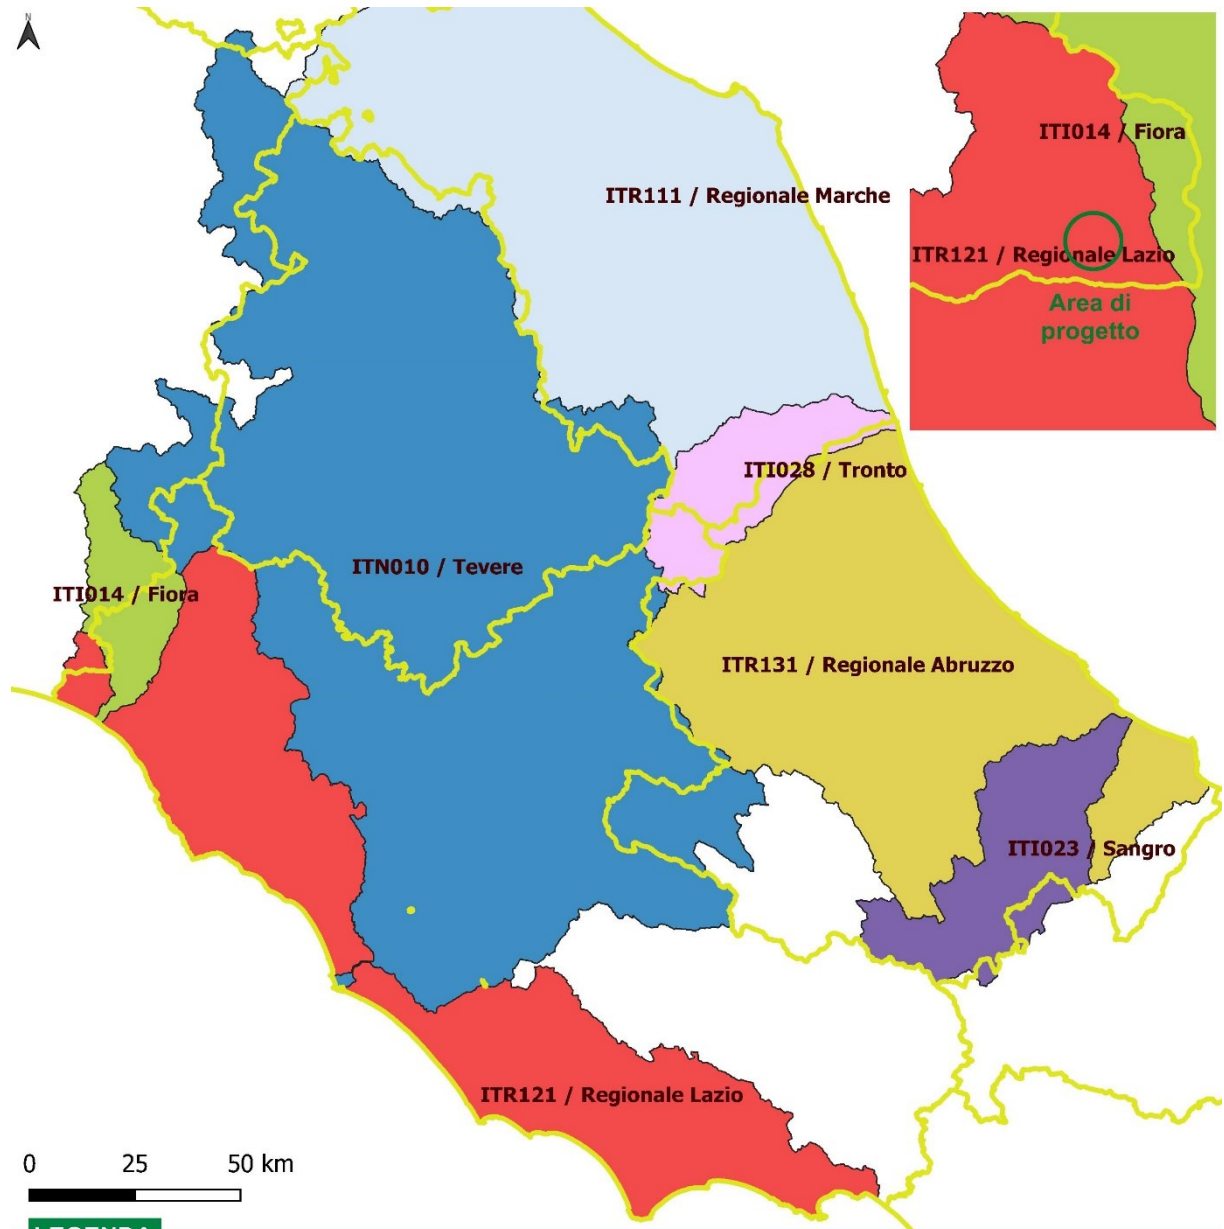 N
ITI014 / Fiora
ITR111 / Regionale Marche
ITR121 / Regionale Lazio
Area di
progetto
ITI028 / Tronto
ITN010 / Tevere
ITI014 / Fiora
ITR131 / Regionale Abruzzo
ITI023 / Sangro
ITR121 / Regionale Lazio
0 25 50 km
LEGENDA